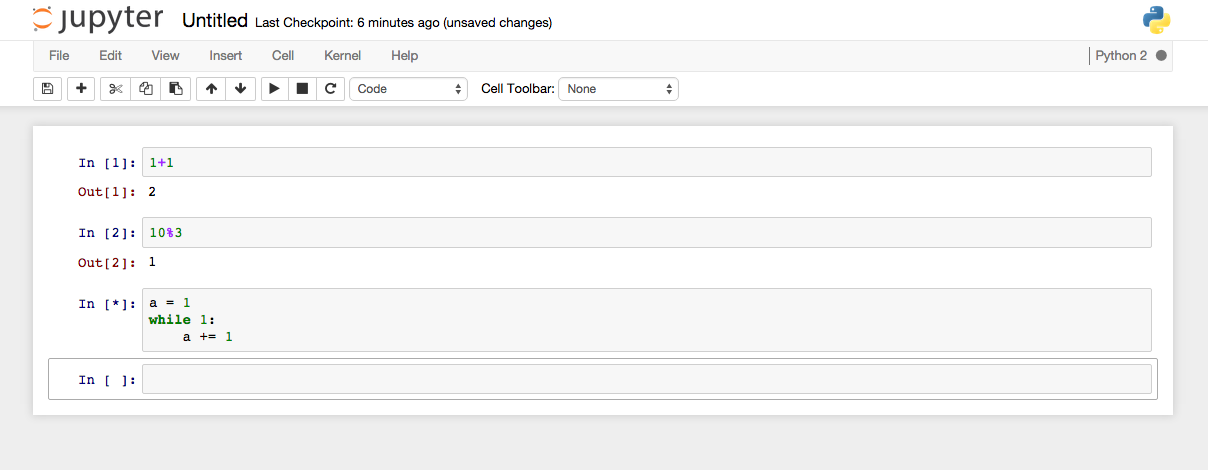 jupyter Untitled Last Checkpoint: 6 minutes ago (unsaved changes)
File Edit View Insert Cell Kernel Help Python 2
Code Cell Toolbar: None
In [1]: 1+1
Out[1]: 2
In [2]: 10%3
Out[2]: 1
In [*]: a = 1
while 1:
    a += 1
In [ ]: